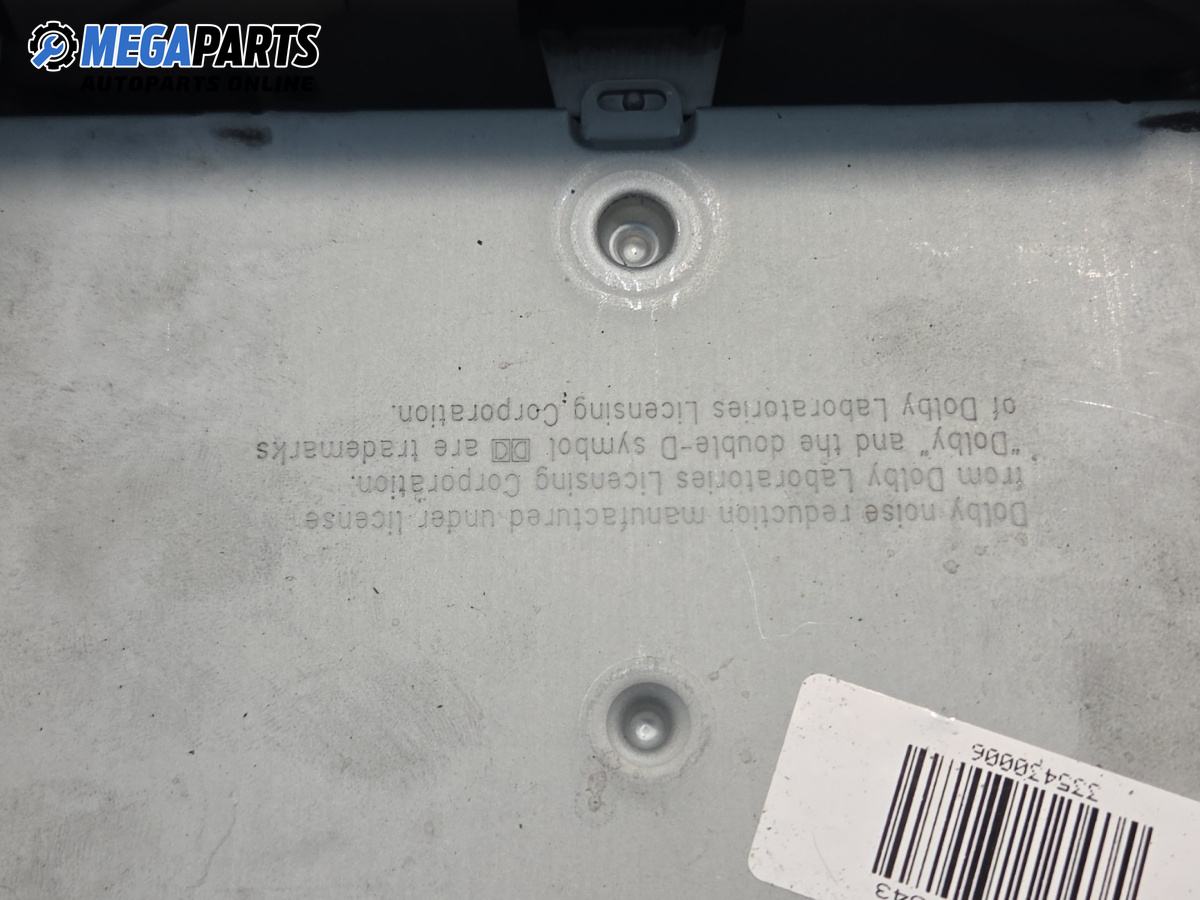 MEGAPARTS
AUTOPARTS ONLINE
Dolby noise reduction manufactured under license
from Dolby Laboratories Licensing Corporation.
"Dolby" and the double-D symbol are trademarks
of Dolby Laboratories Licensing Corporation.
335430006